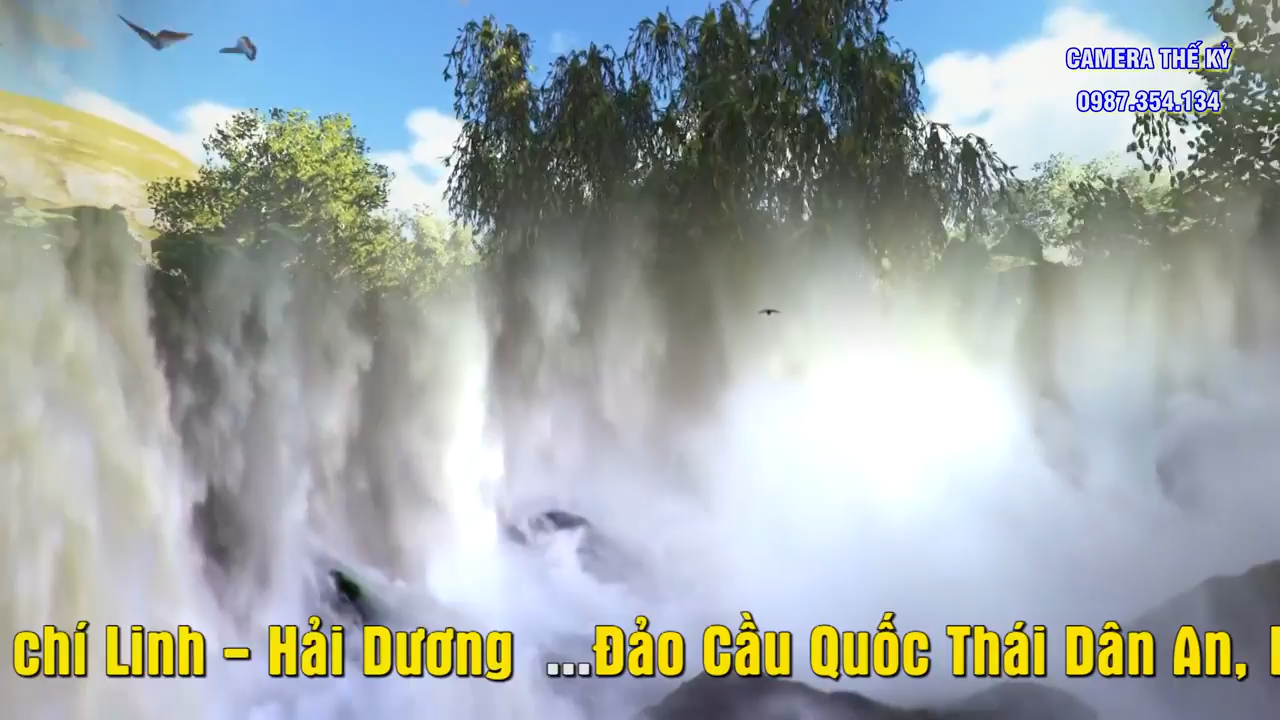 CAMERA THẾ KỶ
0987.354.134
chí Linh - Hải Dương ...Đảo Cầu Quốc Thái Dân An,